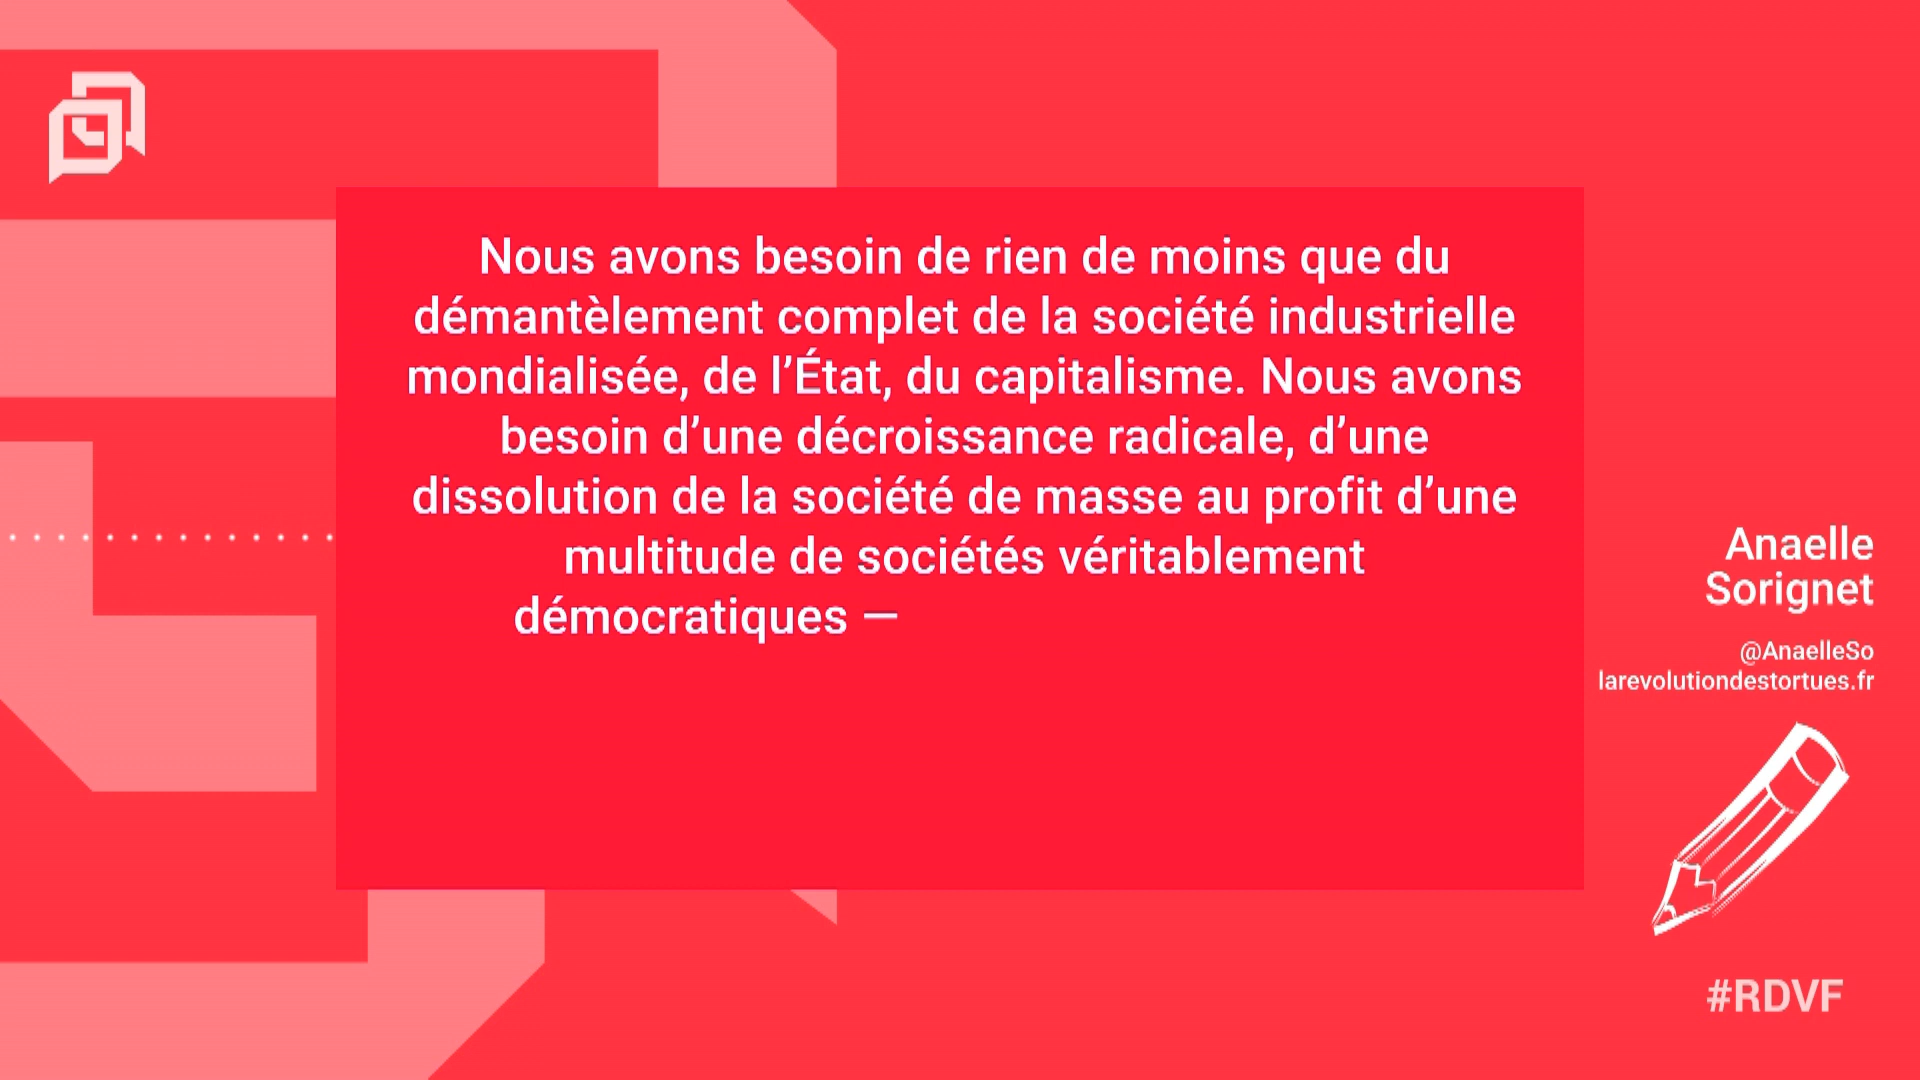 Nous avons besoin de rien de moins que du
démantèlement complet de la société industrielle
mondialisée, de l’État, du capitalisme. Nous avons
besoin d’une décroissance radicale, d’une
dissolution de la société de masse au profit d’une
multitude de sociétés véritablement
démocratiques —
Anaelle
Sorignet
@AnaelleSo
larevolutiondestortues.fr
#RDVF